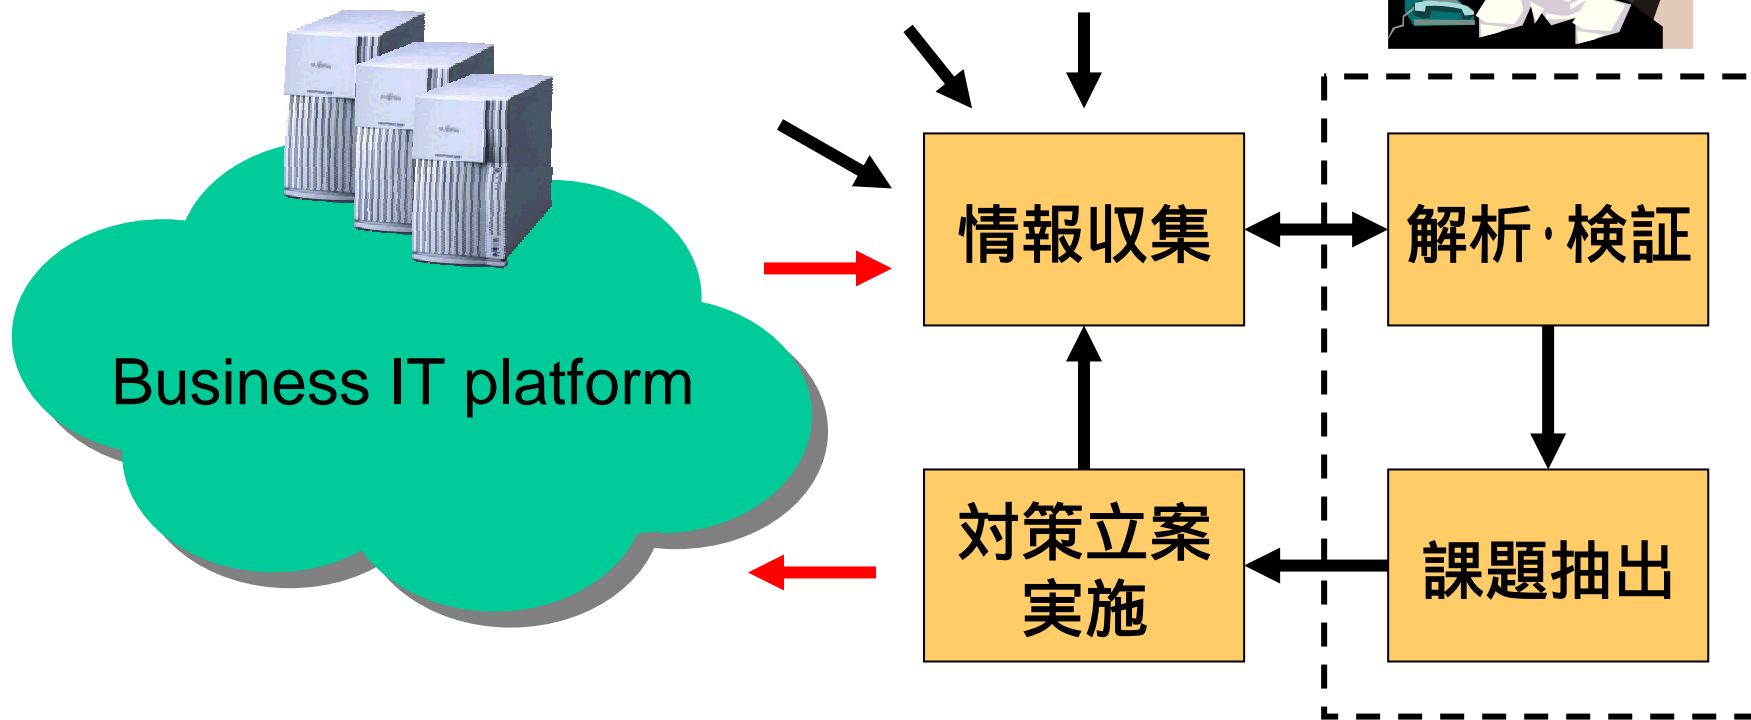 情報収集
解析・検証
Business IT platform
対策立案
実施
課題抽出